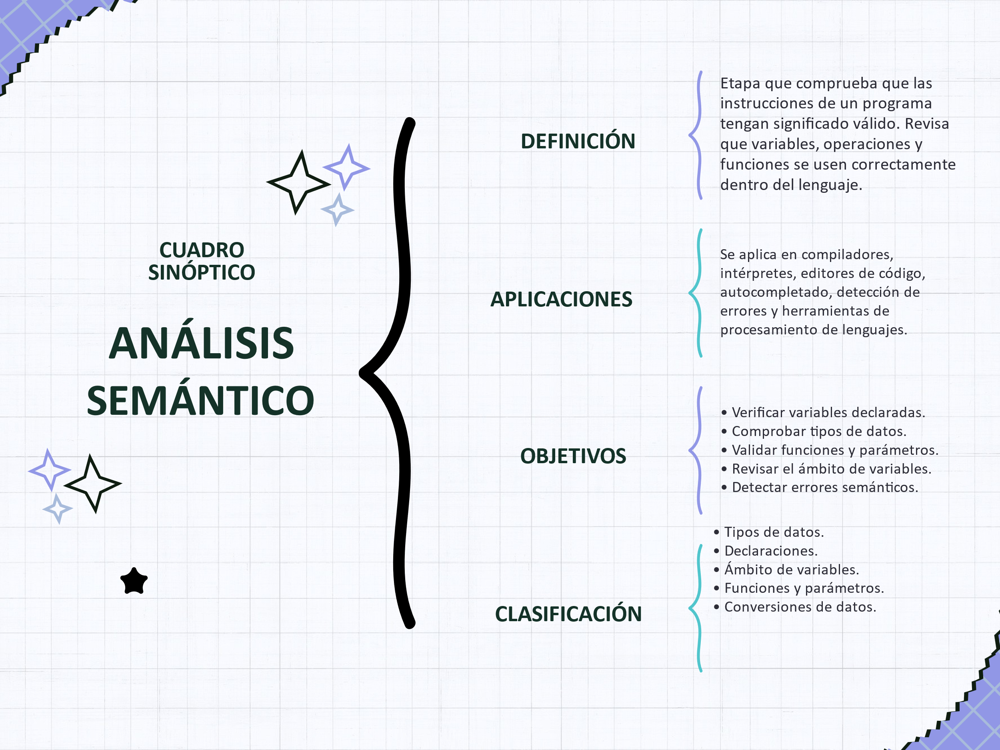 CUADRO
SINÓPTICO
ANÁLISIS
SEMÁNTICO
DEFINICIÓN
Etapa que comprueba que las
instrucciones de un programa
tengan significado válido. Revisa
que variables, operaciones y
funciones se usen correctamente
dentro del lenguaje.
APLICACIONES
Se aplica en compiladores,
intérpretes, editores de código,
autocompletado, detección de
errores y herramientas de
procesamiento de lenguajes.
OBJETIVOS
• Verificar variables declaradas.
• Comprobar tipos de datos.
• Validar funciones y parámetros.
• Revisar el ámbito de variables.
• Detectar errores semánticos.
CLASIFICACIÓN
• Tipos de datos.
• Declaraciones.
• Ámbito de variables.
• Funciones y parámetros.
• Conversiones de datos.